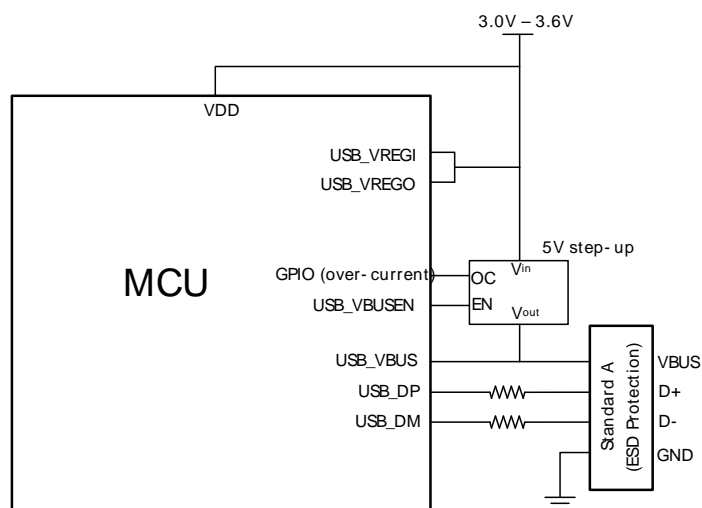 3.0V – 3.6V
VDD
USB_VREGI
USB_VREGO
5V step-up
MCU
GPIO (over-current)
OC
Vin
USB_VBUSEN
EN
Vout
USB_VBUS
VBUS
USB_DP
D+
USB_DM
D-
GND
Standard A
(ESD Protection)